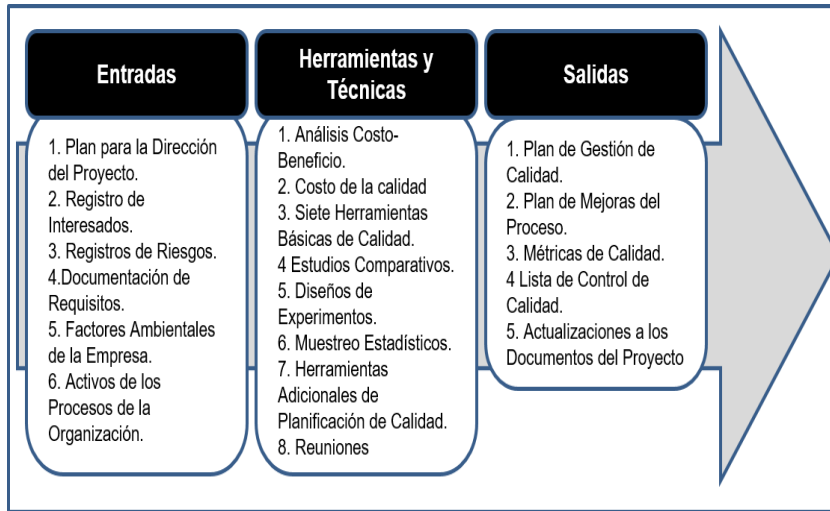 Entradas
1. Plan para la Dirección
del Proyecto.
2. Registro de
Interesados.
3. Registros de Riesgos.
4.Documentación de
Requisitos.
5. Factores Ambientales
de la Empresa.
6. Activos de los
Procesos de la
Organización.
Herramientas y
Técnicas
1. Análisis Costo-
Beneficio.
2. Costo de la calidad
3. Siete Herramientas
Básicas de Calidad.
4 Estudios Comparativos.
5. Diseños de
Experimentos.
6. Muestreo Estadísticos.
7. Herramientas
Adicionales de
Planificación de Calidad.
8. Reuniones
Salidas
1. Plan de Gestión de
Calidad.
2. Plan de Mejoras del
Proceso.
3. Métricas de Calidad.
4 Lista de Control de
Calidad.
5. Actualizaciones a los
Documentos del Proyecto